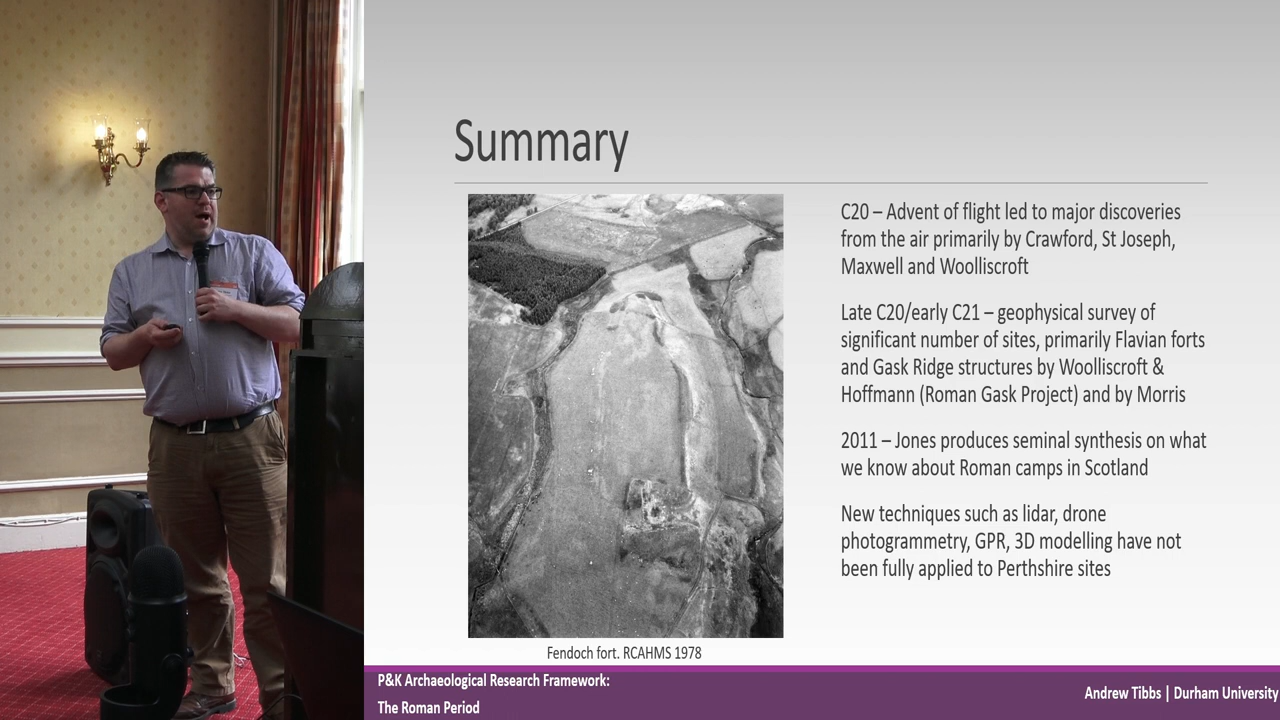 Summary
C20 – Advent of flight led to major discoveries
from the air primarily by Crawford, St Joseph,
Maxwell and Woolliscroft
Late C20/early C21 – geophysical survey of
significant number of sites, primarily Flavian forts
and Gask Ridge structures by Woolliscroft &
Hoffmann (Roman Gask Project) and by Morris
2011 – Jones produces seminal synthesis on what
we know about Roman camps in Scotland
New techniques such as lidar, drone
photogrammetry, GPR, 3D modelling have not
been fully applied to Perthshire sites
Fendoch fort. RCAHMS 1978
P&K Archaeological Research Framework:
The Roman Period
Andrew Tibbs | Durham University